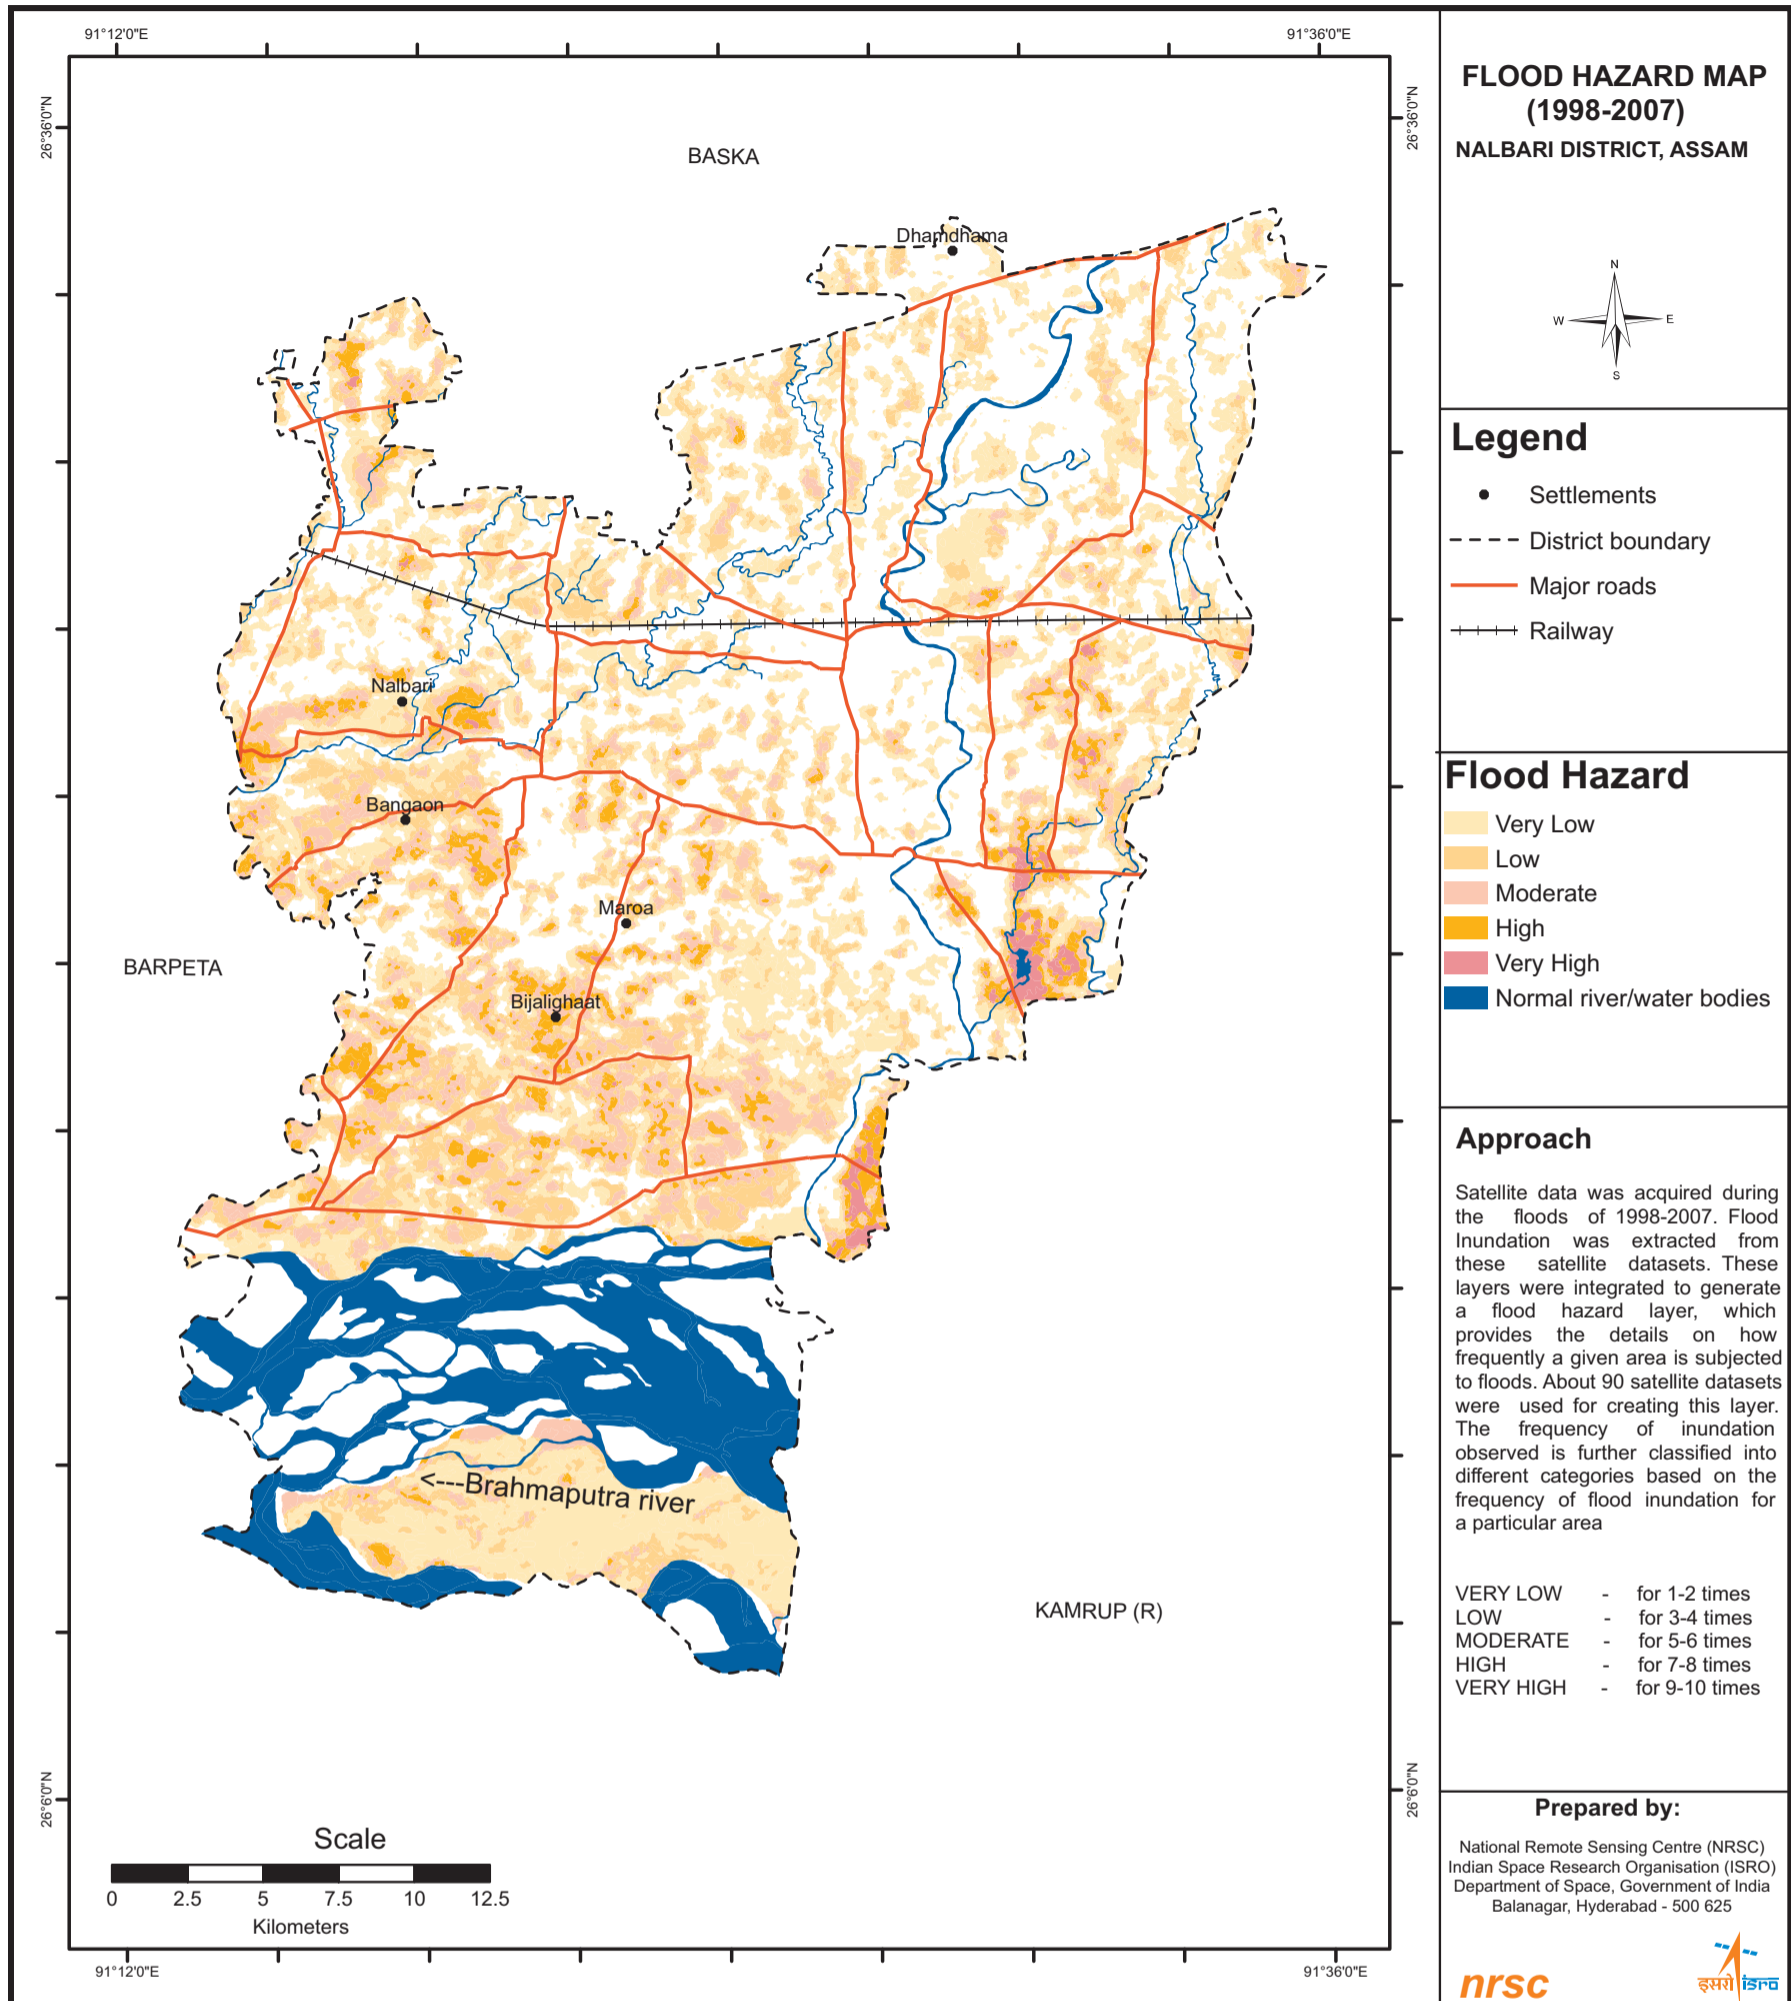 91°12'0"E
91°36'0"E
26°36'0"N
26°36'0"N
BASKA
Dhamdhama
Nalbari
Bangaon
Maroa
BARPETA
Bijalighaat
<---Brahmaputra river
KAMRUP (R)
26°6'0"N
26°6'0"N
Scale
0 2.5 5 7.5 10 12.5
Kilometers
91°12'0"E
91°36'0"E
FLOOD HAZARD MAP
(1998-2007)
NALBARI DISTRICT, ASSAM
N
W
E
S
Legend
Settlements
District boundary
Major roads
Railway
Flood Hazard
Very Low
Low
Moderate
High
Very High
Normal river/water bodies
Approach
Satellite data was acquired during
the floods of 1998-2007. Flood
Inundation was extracted from
these satellite datasets. These
layers were integrated to generate
a flood hazard layer, which
provides the details on how
frequently a given area is subjected
to floods. About 90 satellite datasets
were used for creating this layer.
The frequency of inundation
observed is further classified into
different categories based on the
frequency of flood inundation for
a particular area
VERY LOW - for 1-2 times
LOW - for 3-4 times
MODERATE - for 5-6 times
HIGH - for 7-8 times
VERY HIGH - for 9-10 times
Prepared by:
National Remote Sensing Centre (NRSC)
Indian Space Research Organisation (ISRO)
Department of Space, Government of India
Balanagar, Hyderabad - 500 625
nrsc
इसरो isro